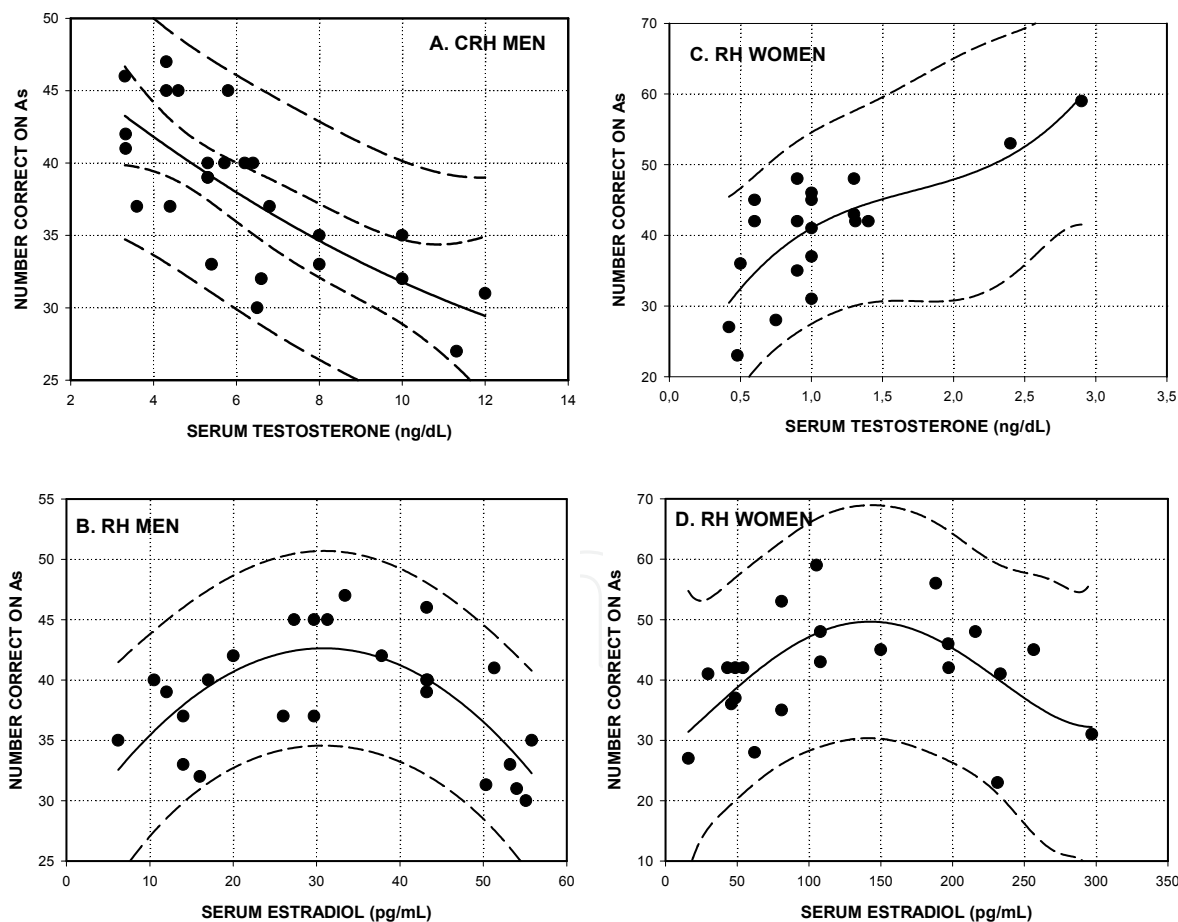 A. CRH MEN
NUMBER CORRECT ON As
50
45
40
35
30
25
2 4 6 8 10 12 14
SERUM TESTOSTERONE (ng/dL)
C. RH WOMEN
NUMBER CORRECT ON As
70
60
50
40
30
20
0,0 0,5 1,0 1,5 2,0 2,5 3,0 3,5
SERUM TESTOSTERONE (ng/dL)
B. RH MEN
NUMBER CORRECT ON As
55
50
45
40
35
30
25
0 10 20 30 40 50 60
SERUM ESTRADIOL (pg/mL)
D. RH WOMEN
NUMBER CORRECT ON As
70
60
50
40
30
20
10
0 50 100 150 200 250 300 350
SERUM ESTRADIOL (pg/mL)